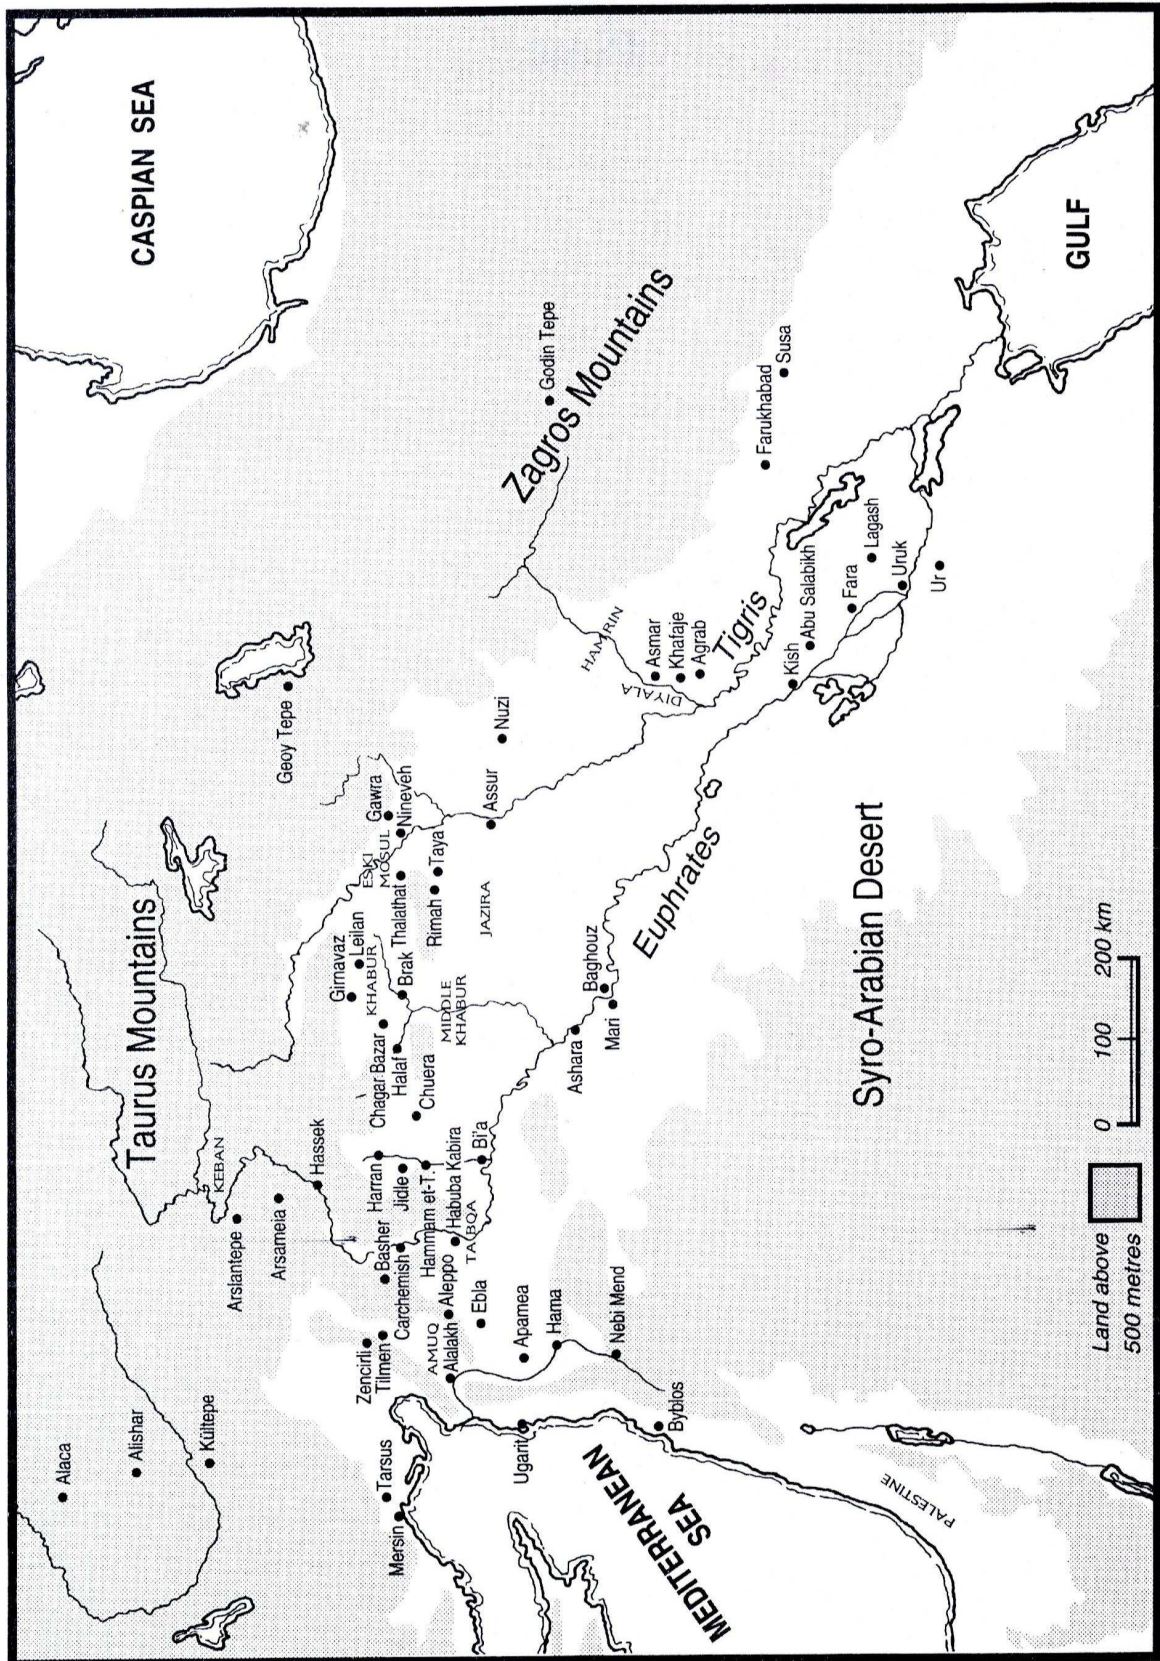 CASPIAN SEA
Taurus Mountains
Zagros Mountains
GULF
Syro-Arabian Desert
MEDITERRANEAN
SEA
Tigris
Euphrates
Alaca
Alishar
Kültepe
Mersin
Tarsus
Arslantepe
KEBAN
Arsameia
Hassek
Geoy Tepe
Zencirli
Tilmen
Basher
Carchemish
Harran
Jidle
Hammam et-T.
Habuba Kabira
TABQA
Bi'a
AMUQ
Alalakh
Aleppo
Ebla
Apamea
Hama
Nebi Mend
Ugarit
Byblos
PALESTINE
Chagar Bazar
Halaf
Chuera
Girnavaz
Leilan
KHABUR
Brak
MIDDLE
KHABUR
Thalathat
ESKI
MOSUL
Gawra
Nineveh
Rimah
Taya
JAZIRA
Assur
Nuzi
Ashara
Mari
Baghouz
HAMRIN
DIYALA
Asmar
Khafaje
Agrab
Godin Tepe
Farukhabad
Susa
Kish
Abu Salabikh
Fara
Lagash
Uruk
Ur
Land above
500 metres
0 100 200 km